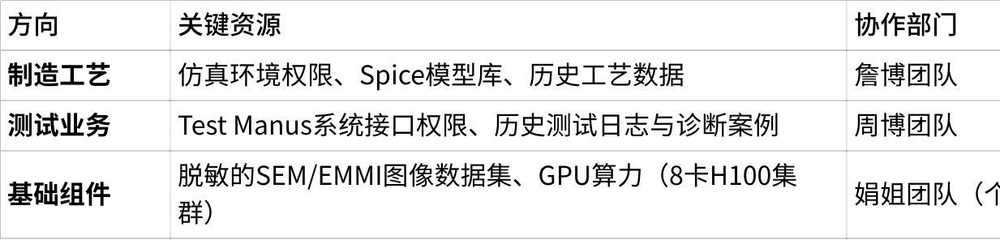 方向 关键资源 协作部门
制造工艺 仿真环境权限、Spice模型库、历史工艺数据 詹博团队
测试业务 Test Manus系统接口权限、历史测试日志与诊断案例 周博团队
基础组件 脱敏的SEM/EMMI图像数据集、GPU算力（8卡H100集 娟姐团队（个
群）